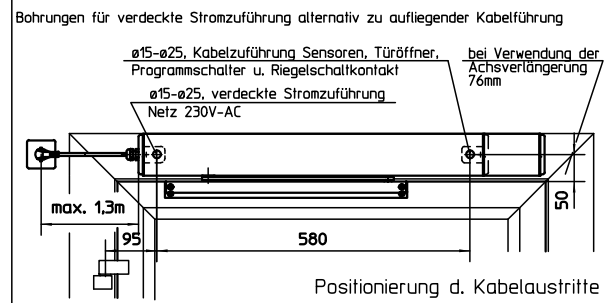 Bohrungen für verdeckte Stromzuführung alternativ zu aufliegender Kabelführung
ø15-ø25, Kabelzuführung Sensoren, Türöffner,
Programmschalter u. Riegelschaltkontakt
bei Verwendung der
Achsverlängerung
76mm
ø15-ø25, verdeckte Stromzuführung
Netz 230V-AC
max. 1,3m
50
95
580
Positionierung d. Kabelaustritte